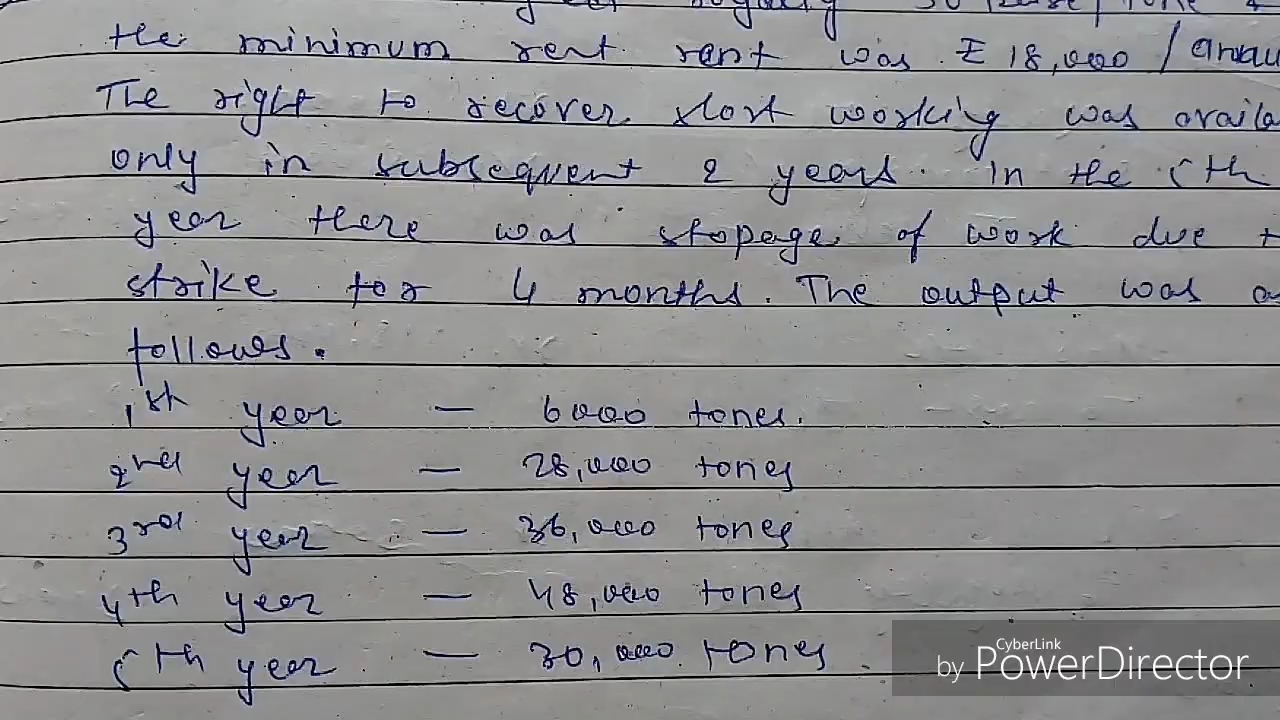 the minimum rent rent was ₹ 18,000 /
The right to recover short working was availa
only in subsequent 2 years. In the 5th
year there was stopage of work due t
strike for 4 months. The output was a
follows.
1st year — 6000 tones.
2nd year — 28,000 tones
3rd year — 36,000 tones
4th year — 48,000 tones
5th year — 30,000 tones.
CyberLink
by PowerDirector